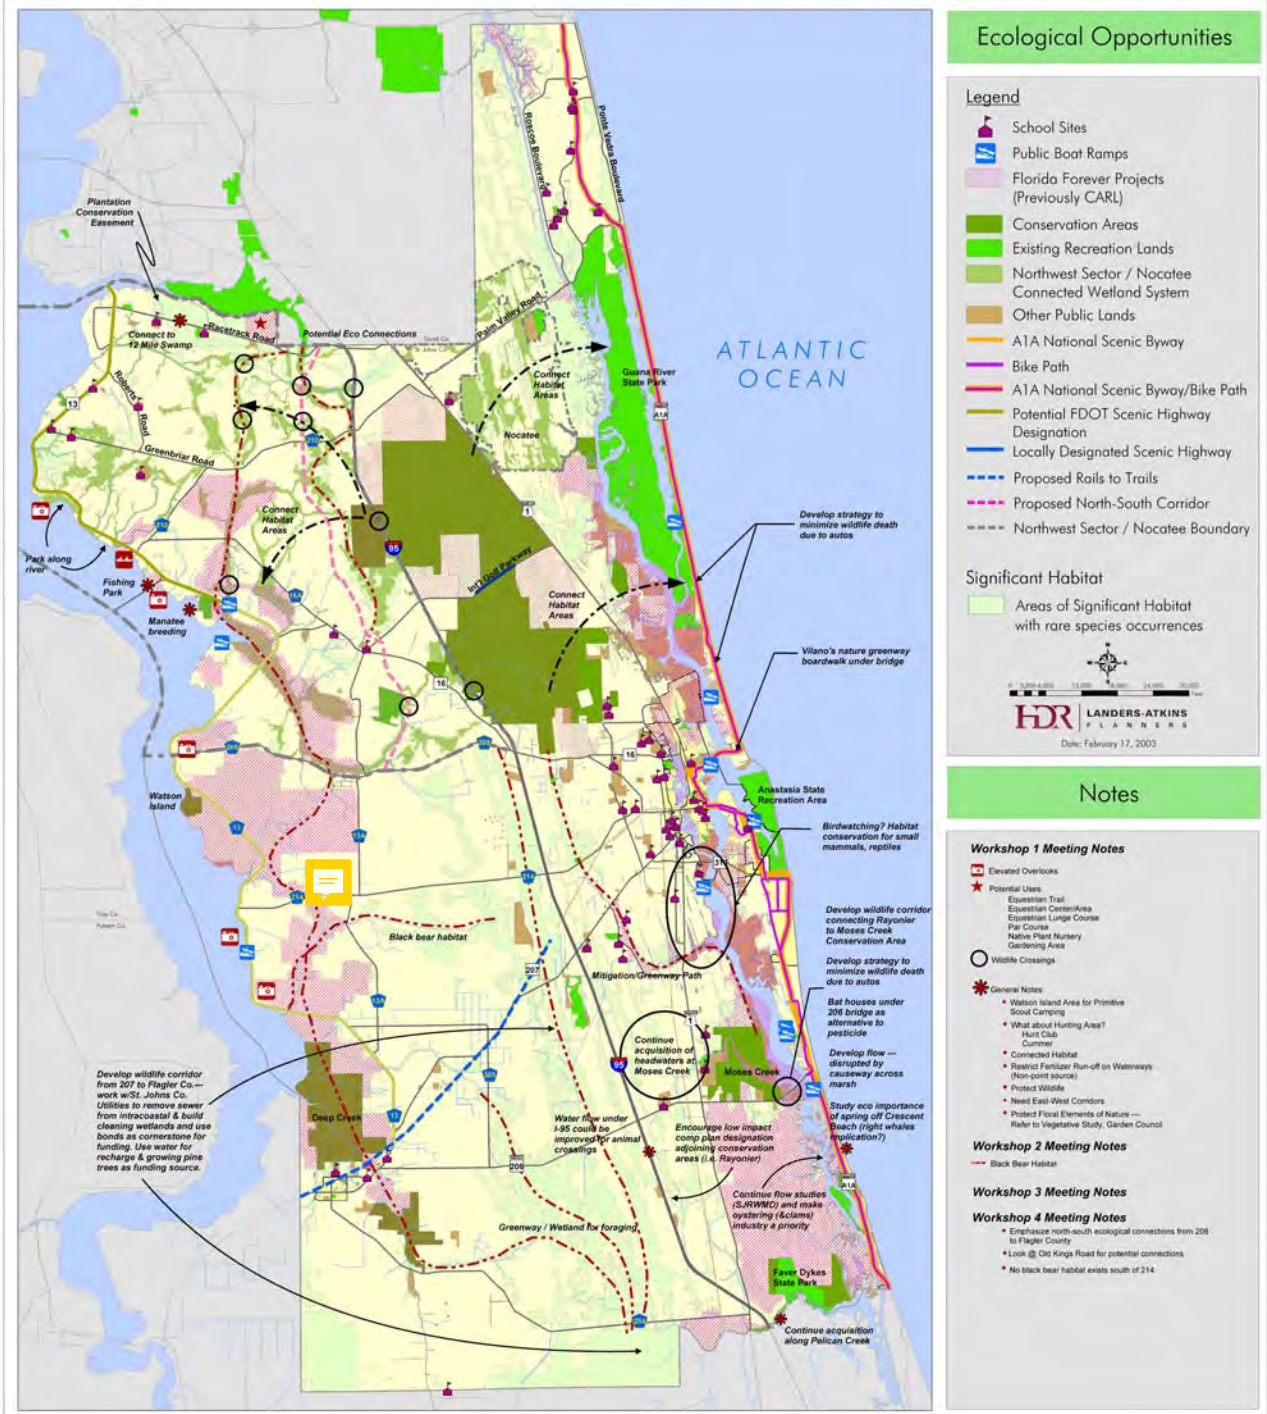 Ecological Opportunities
Legend
School Sites
Public Boat Ramps
Florida Forever Projects
(Previously CARL)
Conservation Areas
Existing Recreation Lands
Northwest Sector / Nocatee
Connected Wetland System
Other Public Lands
A1A National Scenic Byway
Bike Path
A1A National Scenic Byway/Bike Path
Potential FDOT Scenic Highway
Designation
Locally Designated Scenic Highway
Proposed Rails to Trails
Proposed North-South Corridor
Northwest Sector / Nocatee Boundary
Significant Habitat
Areas of Significant Habitat
with rare species occurrences
HDR
LANDERS-ATKINS
PLANNERS
Date: February 17, 2003
Notes
Workshop 1 Meeting Notes
Elevated Overlooks
Potential Uses:
Equestrian Trail
Equestrian Center/Area
Equestrian Lunge Course
Par Course
Native Plant Nursery
Gardening Area
Wildlife Crossings
General Notes:
Watson Island Area for Primitive
Scout Camping
What about Hunting Area?
Hunt Club
Cummer
Connected Habitat
Restrict Fertilizer Run-off on Waterways
(Non-point source)
Protect Wildlife
Need East-West Corridors
Protect Floral Elements of Nature —
Refer to Vegetative Study, Garden Council
Workshop 2 Meeting Notes
Black Bear Habitat
Workshop 3 Meeting Notes
Workshop 4 Meeting Notes
Emphasize north-south ecological connections from 208
to Flagler County
Look @ Old Kings Road for potential connections
No black bear habitat exists south of 214
Roscoe Boulevard
Ponte Vedra Boulevard
Plantation
Conservation
Easement
Connect to
12 Mile Swamp
Racetrack Road
Potential Eco Connections
Palm Valley Road
ATLANTIC
OCEAN
Guana River
State Park
Connect
Habitat
Areas
A1A
Nocatee
13
Roberts Road
Greenbriar Road
210
210
Connect
Habitat
Areas
1
95
Int'l Golf Parkway
Develop strategy to
minimize wildlife death
due to autos
Park along
river
Fishing
Park
Manatee
breeding
16A
Connect
Habitat
Areas
Vilano's nature greenway
boardwalk under bridge
16
16
Watson
Island
13
13A
Anastasia State
Recreation Area
Birdwatching? Habitat
conservation for small
mammals, reptiles
Black bear habitat
207
Mitigation/Greenway Path
Develop wildlife corridor
connecting Rayonier
to Moses Creek
Conservation Area
Develop strategy to
minimize wildlife death
due to autos
Bat houses under
206 bridge as
alternative to
pesticide
13A
1
Continue
acquisition of
headwaters at
Moses Creek
95
Moses Creek
Develop flow —
disrupted by
causeway across
marsh
Develop wildlife corridor
from 207 to Flagler Co.—
work w/St. Johns Co.
Utilities to remove sewer
from intracoastal & build
cleaning wetlands and use
bonds as cornerstone for
funding. Use water for
recharge & growing pine
trees as funding source.
Deep Creek
13
Water flow under
I-95 could be
improved for animal
crossings
Encourage low impact
comp plan designation
adjoining conservation
areas (i.e. Rayonier)
Study eco importance
of spring off Crescent
Beach (right whales
implication?)
206
A1A
Continue flow studies
(SJRWMD) and make
oystering (&clams)
industry a priority
Greenway / Wetland for foraging
Faver Dykes
State Park
Continue acquisition
along Pelican Creek